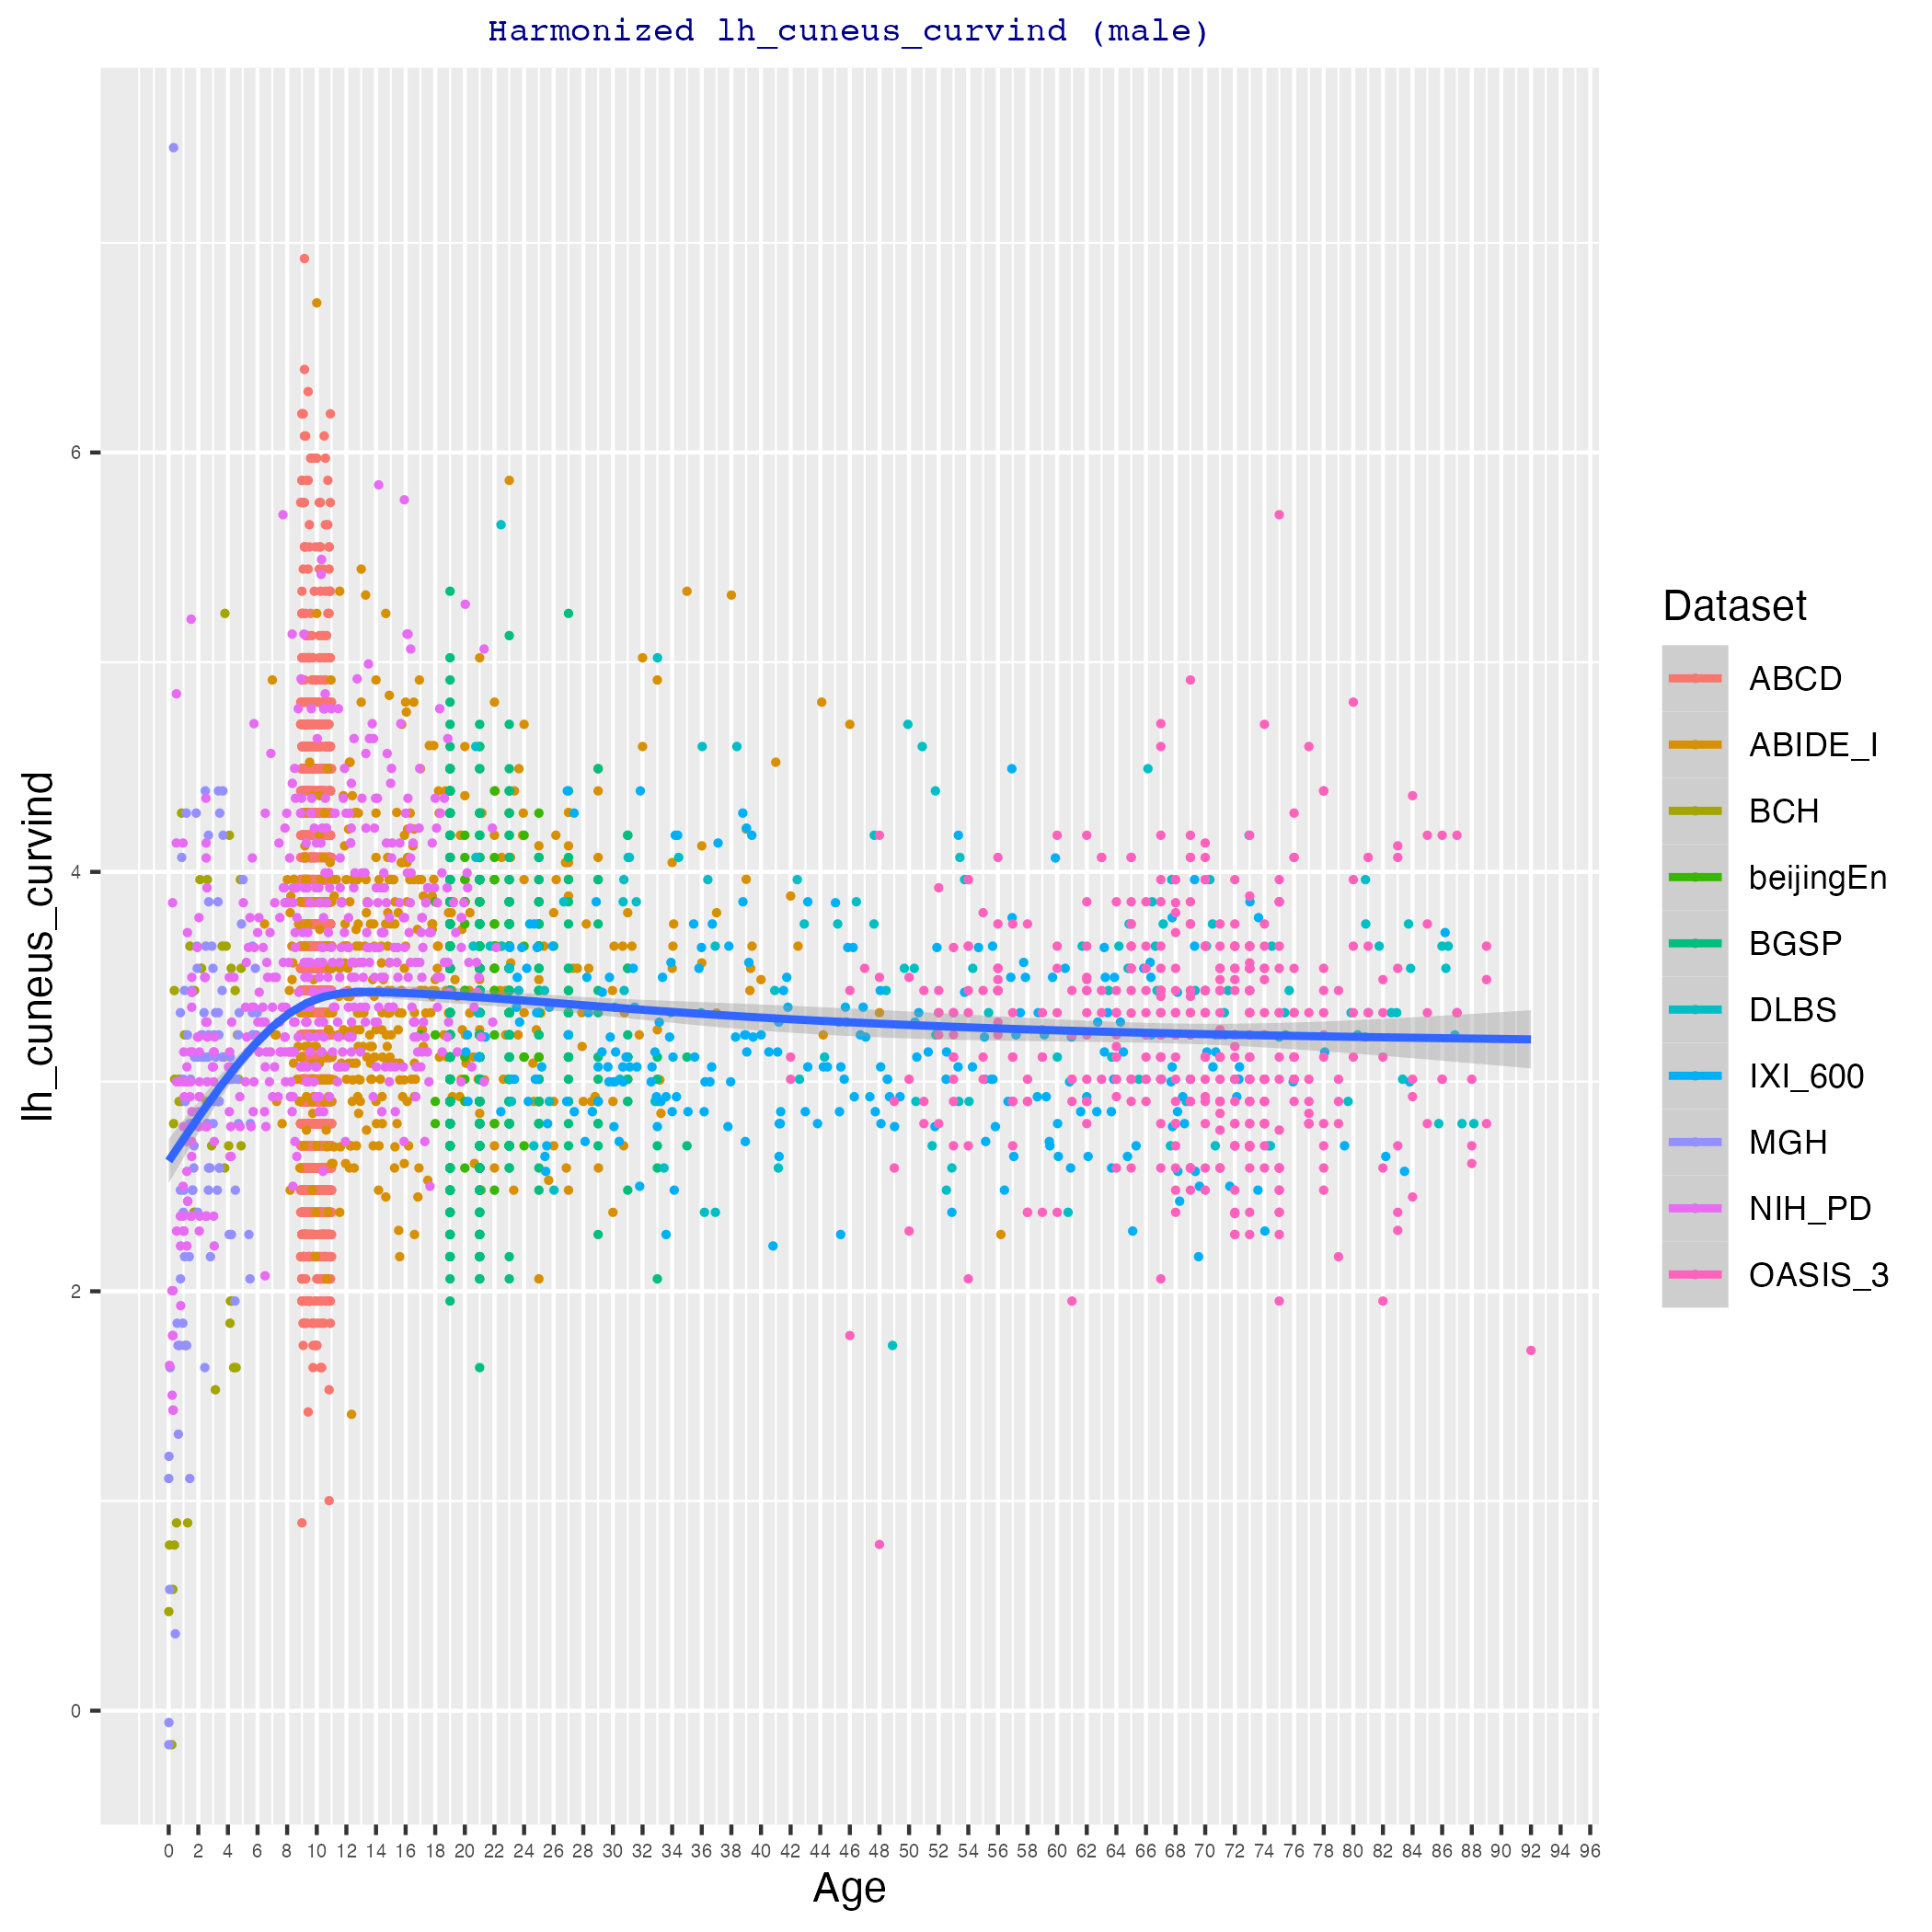 Harmonized lh_cuneus_curvind (male)
lh_cuneus_curvind
6
4
2
0
0 2 4 6 8 10 12 14 16 18 20 22 24 26 28 30 32 34 36 38 40 42 44 46 48 50 52 54 56 58 60 62 64 66 68 70 72 74 76 78 80 82 84 86 88 90 92 94 96
Age
Dataset
ABCD
ABIDE_I
BCH
beijingEn
BGSP
DLBS
IXI_600
MGH
NIH_PD
OASIS_3